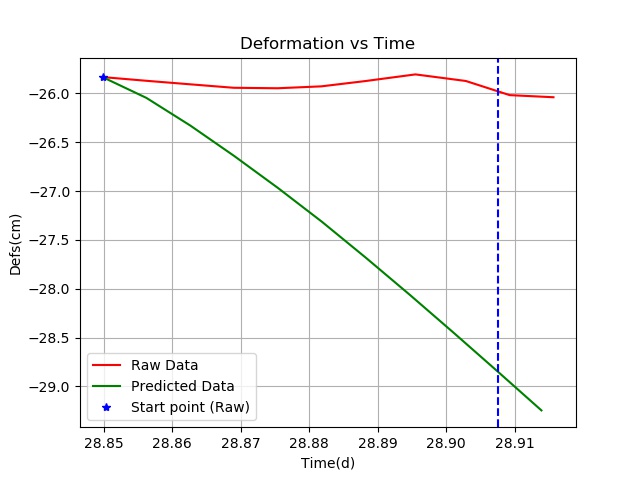 Deformation vs Time
Defs(cm)
−26.0
−26.5
−27.0
−27.5
−28.0
−28.5
−29.0
Raw Data
Predicted Data
Start point (Raw)
28.85 28.86 28.87 28.88 28.89 28.90 28.91
Time(d)